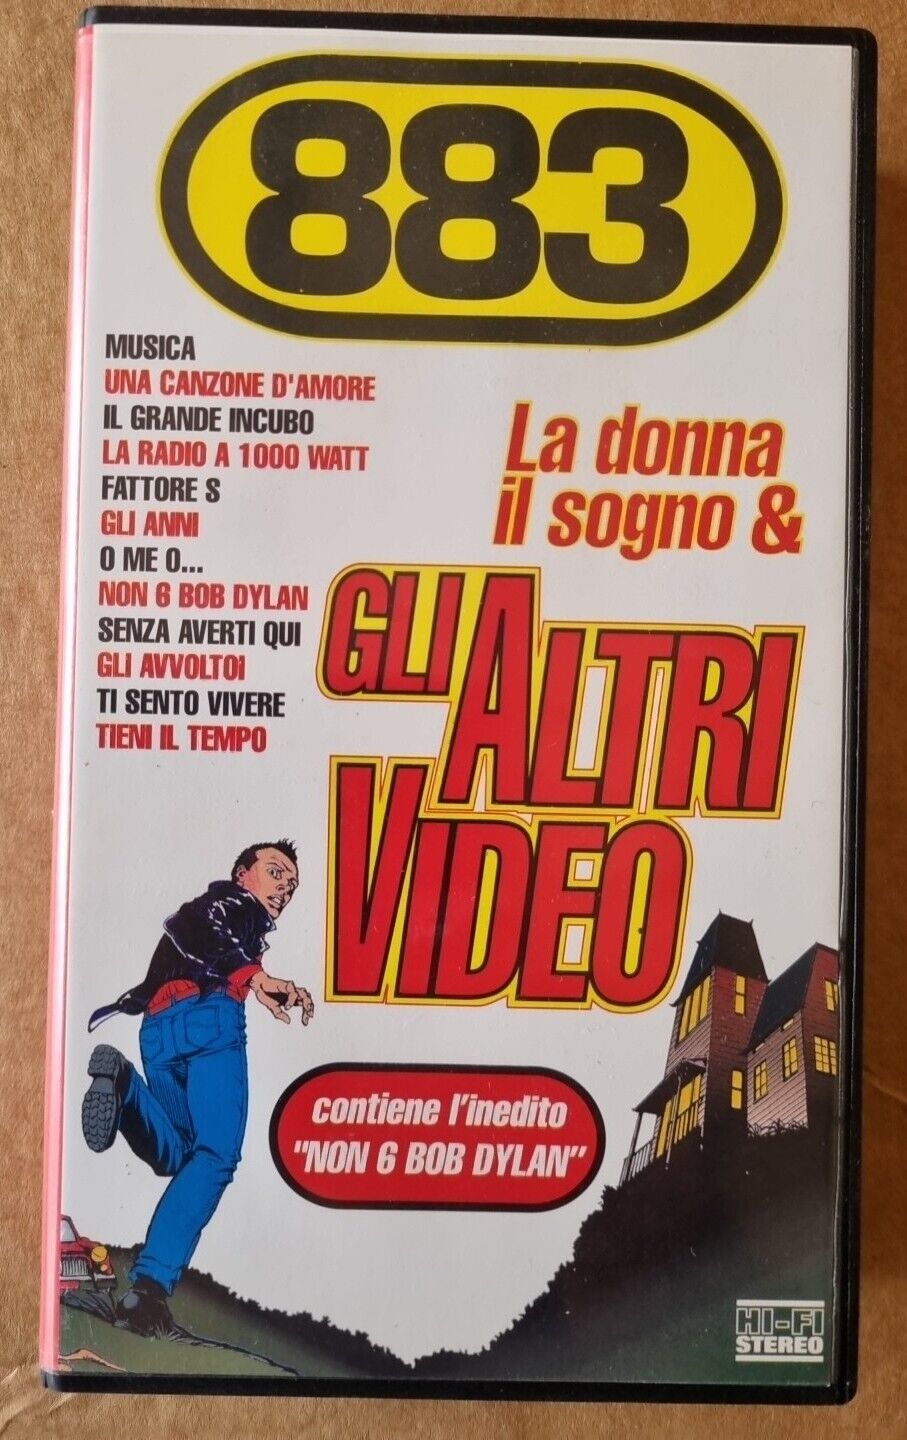 883
MUSICA
UNA CANZONE D'AMORE
IL GRANDE INCUBO
LA RADIO A 1000 WATT
FATTORE S
GLI ANNI
O ME O...
NON 6 BOB DYLAN
SENZA AVERTI QUI
GLI AVVOLTOI
TI SENTO VIVERE
TIENI IL TEMPO
La donna
il sogno &
GLI ALTRI
VIDEO
contiene l'inedito
"NON 6 BOB DYLAN"
HI-FI
STEREO